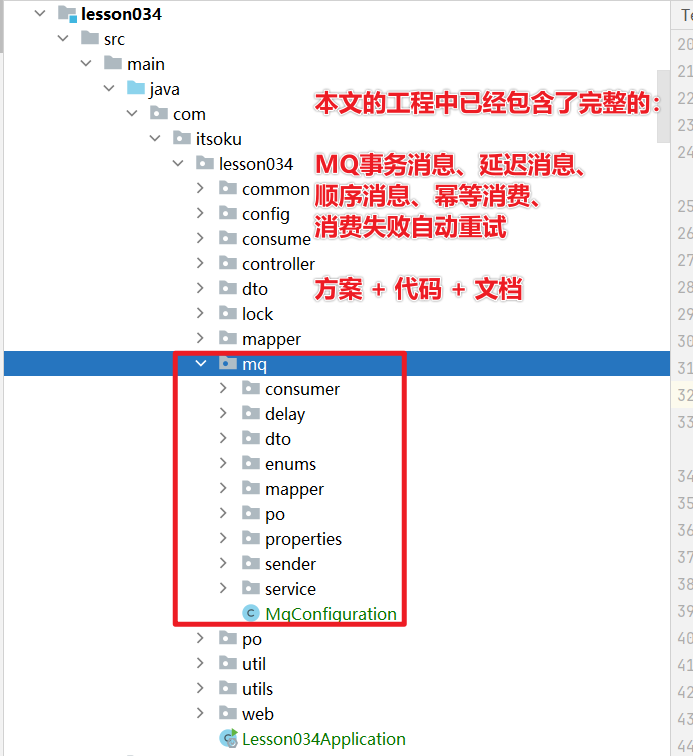 lesson034
Te
src
main
java
com
itsoku
lesson034
common
config
consume
controller
dto
lock
mapper
mq
consumer
delay
dto
enums
mapper
po
properties
sender
service
MqConfiguration
po
util
utils
web
Lesson034Application
本文的工程中已经包含了完整的：
MQ事务消息、延迟消息、
顺序消息、幂等消费、
消费失败自动重试
方案 + 代码 + 文档
20
21
22
23
24
25
26
27
28
29
30
31
32
33
34
35
36
37
38
39
40
41
42
43
44